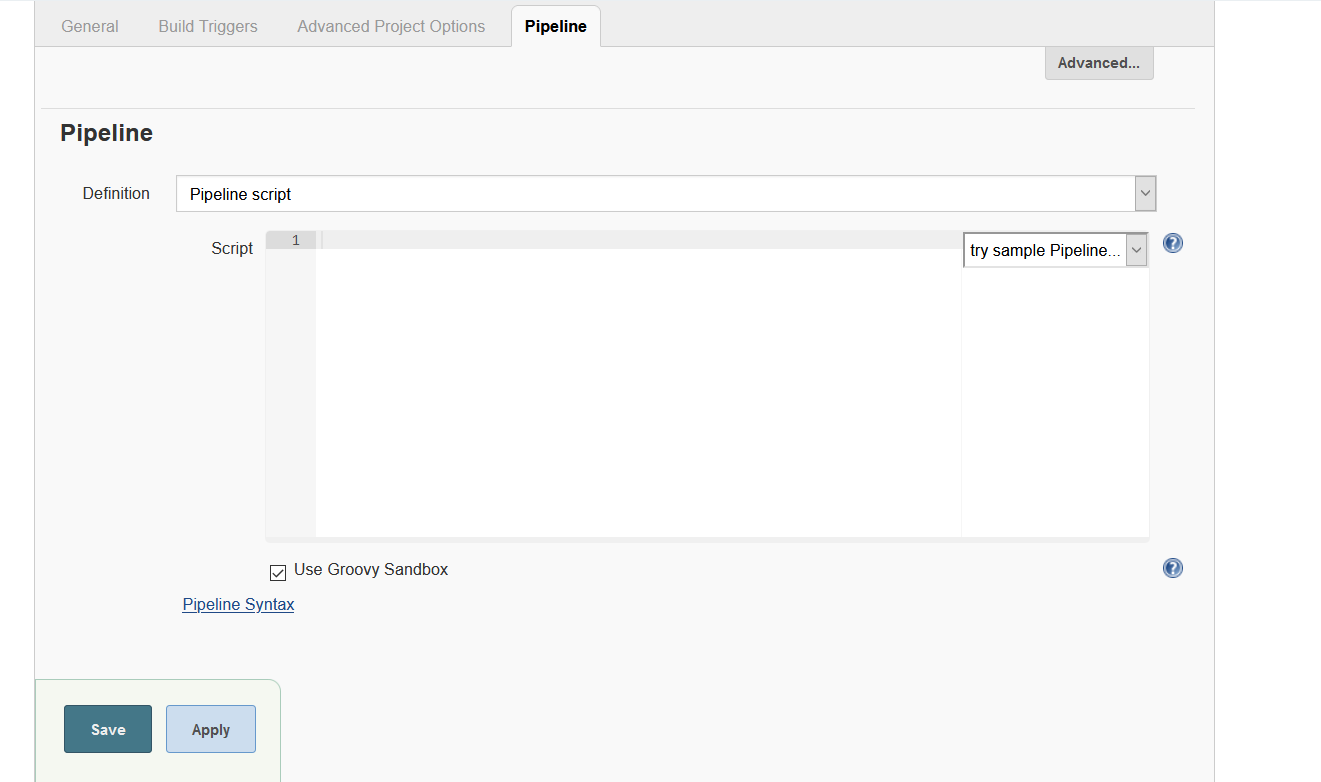 General Build Triggers Advanced Project Options Pipeline
Advanced...
Pipeline
Definition Pipeline script
Script 1 try sample Pipeline... ?
Use Groovy Sandbox ?
Pipeline Syntax
Save Apply